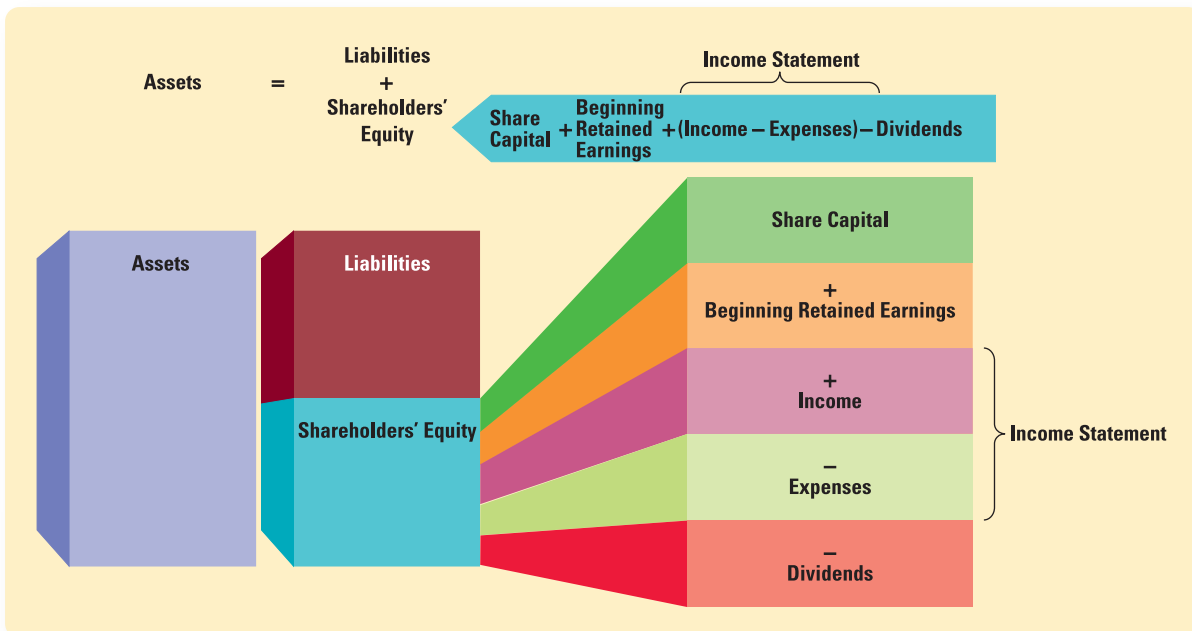 Income Statement
Liabilities
Assets = +
Shareholders’
Equity
Share
Capital + Beginning
Retained
Earnings + (Income – Expenses) – Dividends
Share Capital
+
Beginning Retained Earnings
Assets
Liabilities
+
Income
Shareholders’ Equity
Income Statement
–
Expenses
–
Dividends